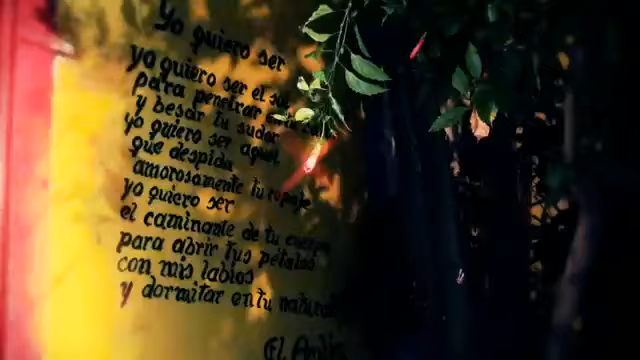 Yo quiero ser
yo quiero ser el
para penetrar
y besar tu sudor
yo quiero ser aquel
que despida
amorosamente tu ropaje
yo quiero ser
el caminante de tu cuerpo
para abrir tus pétalos
con mis labios
y dormitar en tu
El